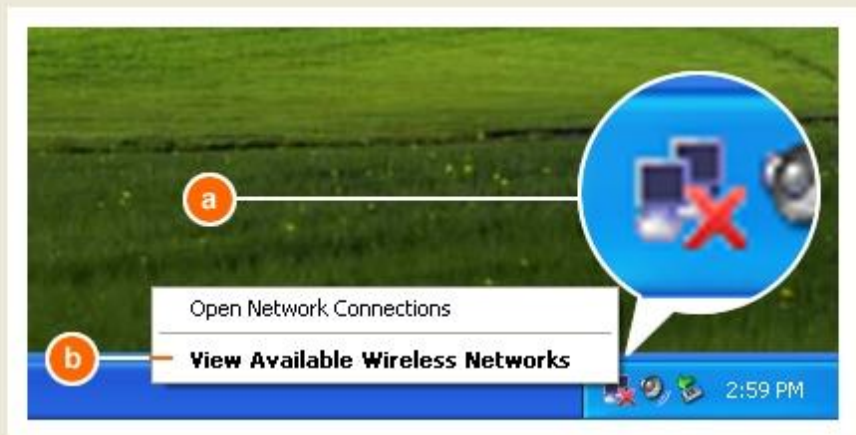 a
Open Network Connections
b
View Available Wireless Networks
2:59 PM